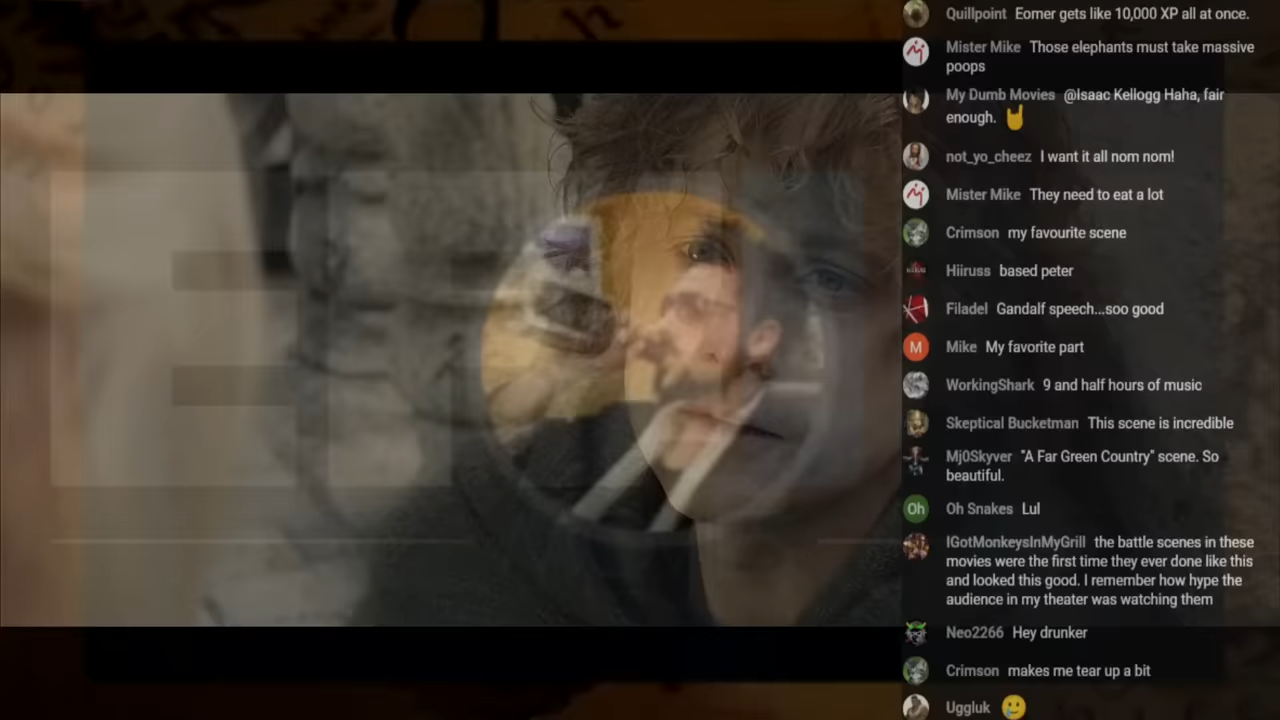 Quillpoint Eomer gets like 10,000 XP all at once.
Mister Mike Those elephants must take massive
poops
My Dumb Movies @Isaac Kellogg Haha, fair
enough. 🤘
not_yo_cheez I want it all nom nom!
Mister Mike They need to eat a lot
Crimson my favourite scene
Hiiruss based peter
Filadel Gandalf speech...soo good
M Mike My favorite part
WorkingShark 9 and half hours of music
Skeptical Bucketman This scene is incredible
Mj0Skyver "A Far Green Country" scene. So
beautiful.
Oh Oh Snakes Lul
IGotMonkeysInMyGrill the battle scenes in these
movies were the first time they ever done like this
and looked this good. I remember how hype the
audience in my theater was watching them
Neo2266 Hey drunker
Crimson makes me tear up a bit
Uggluk 🥲